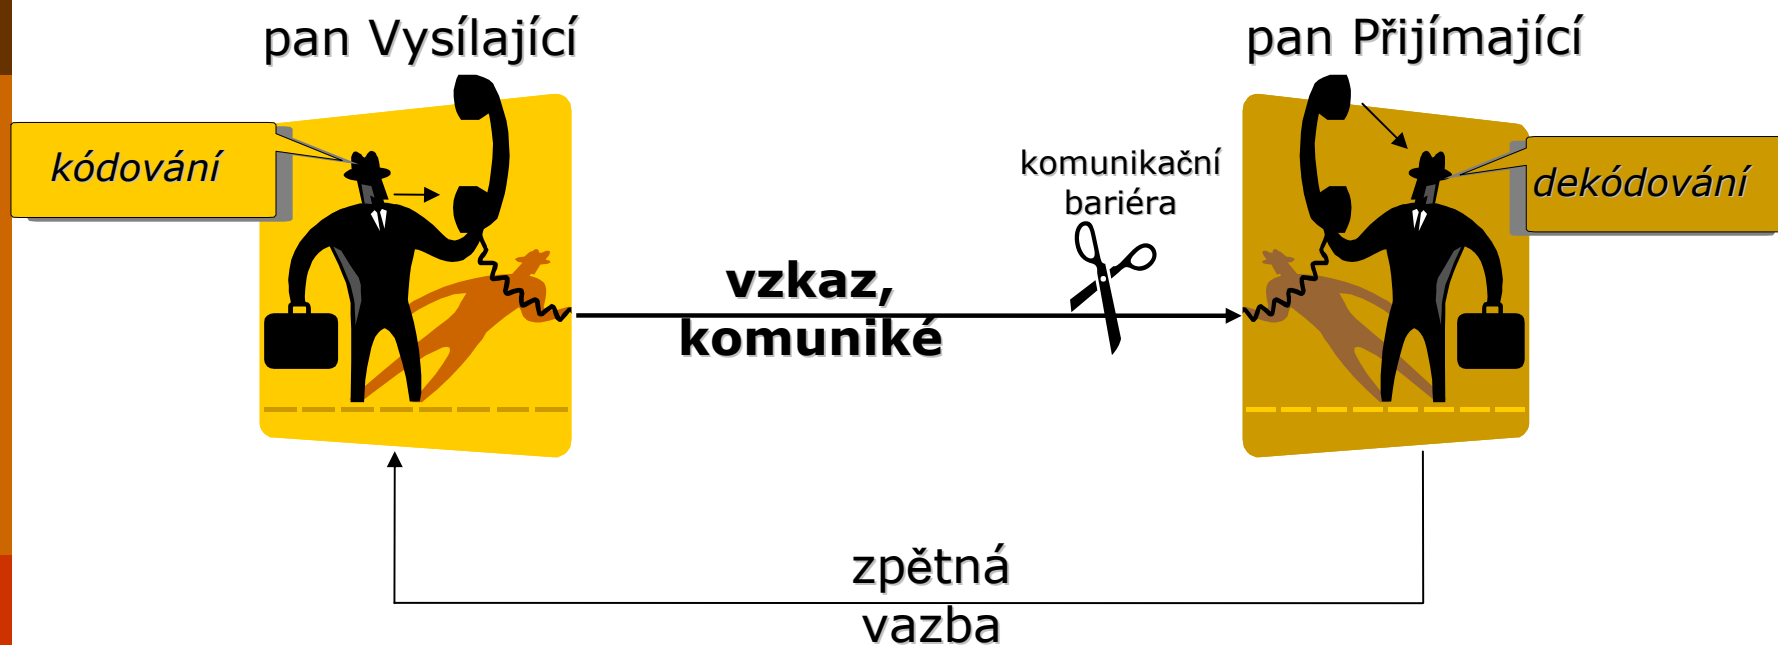 pan Vysílající
pan Přijímající
kódování
komunikační
bariéra
dekódování
vzkaz,
komuniké
zpětná
vazba